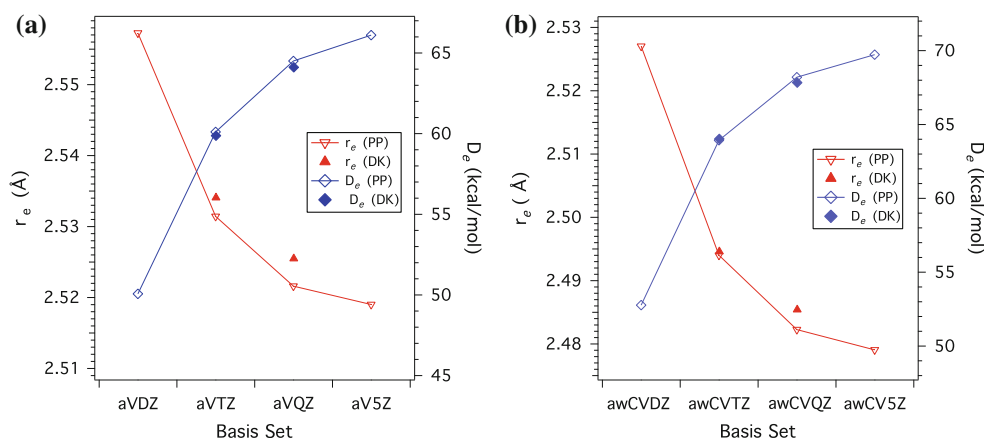 (a)
r_e (Å)
2.55
2.54
2.53
2.52
2.51
65
60
55
50
45
D_e (kcal/mol)
r_e (PP)
r_e (DK)
D_e (PP)
D_e (DK)
aVDZ aVTZ aVQZ aV5Z
Basis Set
(b)
r_e (Å)
2.53
2.52
2.51
2.50
2.49
2.48
70
65
60
55
50
D_e (kcal/mol)
r_e (PP)
r_e (DK)
D_e (PP)
D_e (DK)
awCVDZ awCVTZ awCVQZ awCV5Z
Basis Set